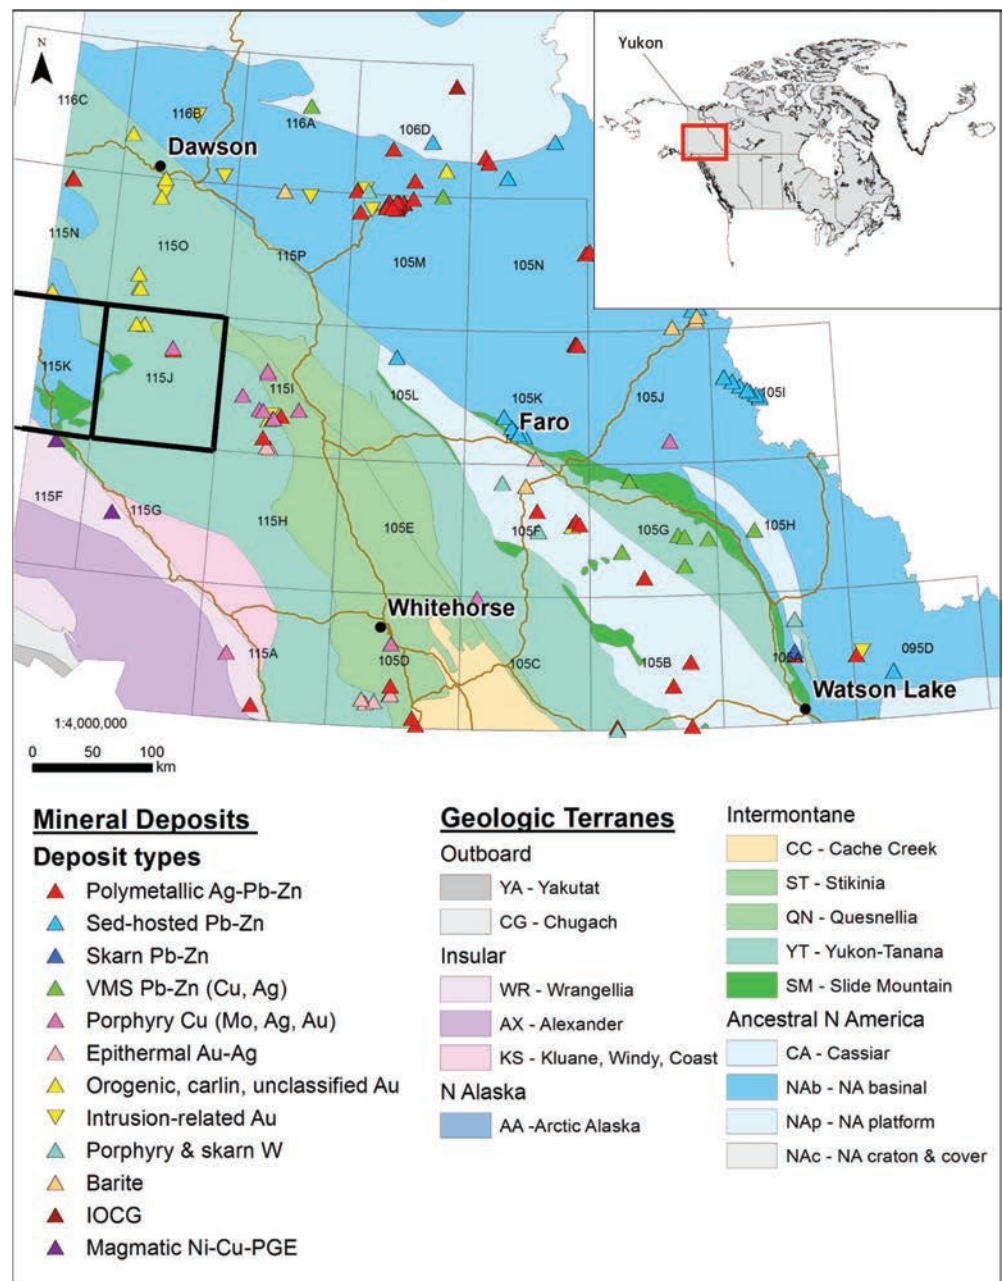 N
Yukon
116C
116B
116A
106D
Dawson
115N
115O
115P
105M
105N
115K
115J
115I
105L
105K
105J
105I
Faro
115F
115G
115H
105E
105F
105G
105H
Whitehorse
115A
105D
105C
105B
105A
095D
Watson Lake
1:4,000,000
0 50 100
km
Mineral Deposits
Deposit types
Polymetallic Ag-Pb-Zn
Sed-hosted Pb-Zn
Skarn Pb-Zn
VMS Pb-Zn (Cu, Ag)
Porphyry Cu (Mo, Ag, Au)
Epithermal Au-Ag
Orogenic, carlin, unclassified Au
Intrusion-related Au
Porphyry & skarn W
Barite
IOCG
Magmatic Ni-Cu-PGE
Geologic Terranes
Outboard
YA - Yakutat
CG - Chugach
Insular
WR - Wrangellia
AX - Alexander
KS - Kluane, Windy, Coast
N Alaska
AA -Arctic Alaska
Intermontane
CC - Cache Creek
ST - Stikinia
QN - Quesnellia
YT - Yukon-Tanana
SM - Slide Mountain
Ancestral N America
CA - Cassiar
NAb - NA basinal
NAp - NA platform
NAc - NA craton & cover